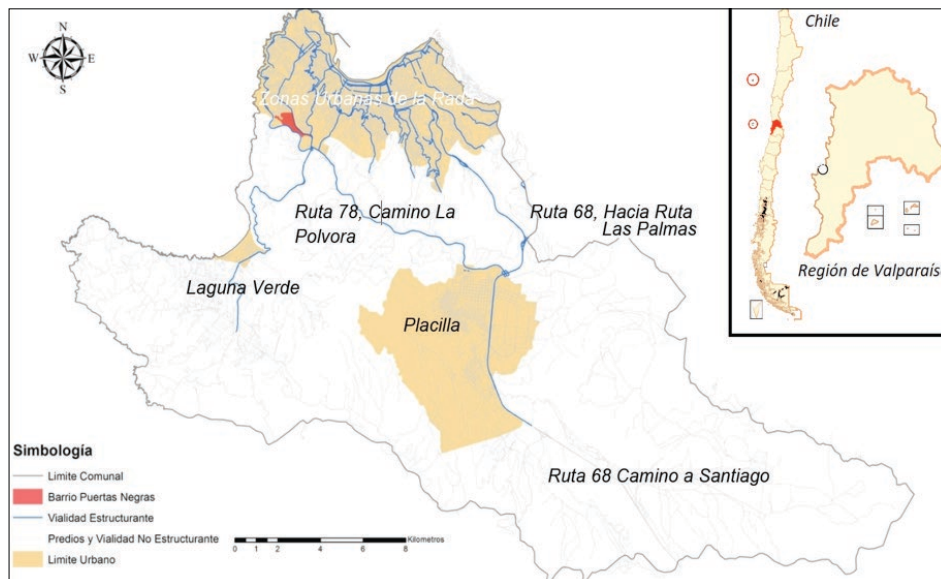 N
W E
S
Zonas Urbanas de la Rada
Ruta 78, Camino La
Polvora
Ruta 68, Hacia Ruta
Las Palmas
Laguna Verde
Placilla
Ruta 68 Camino a Santiago
Chile
Región de Valparaís
Simbología
Limite Comunal
Barrio Puertas Negras
Vialidad Estructurante
Predios y Vialidad No Estructurante
Limite Urbano
0 1 2 4 6 8 Kilometros